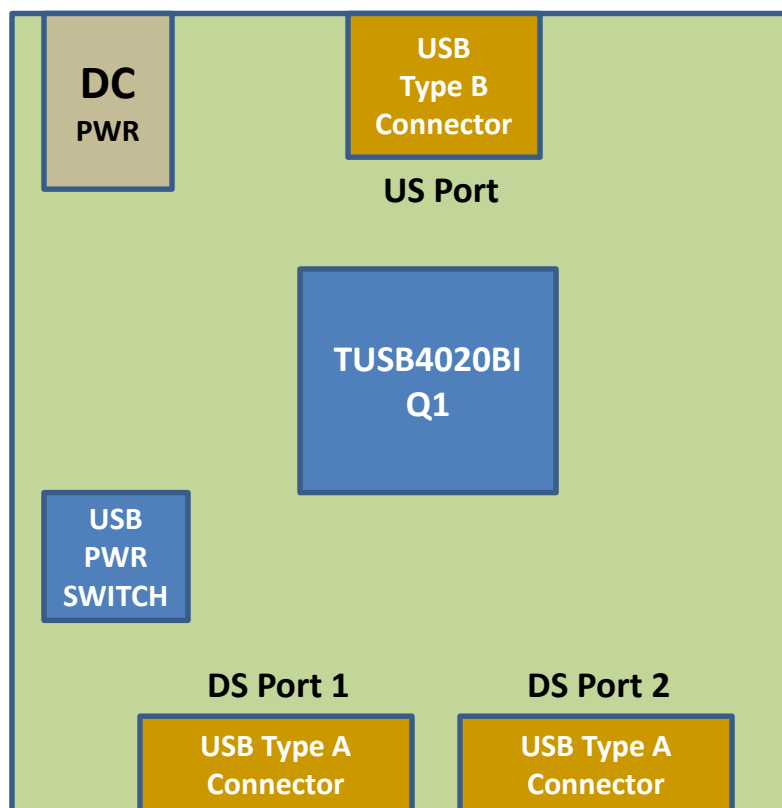 DC
PWR
USB
Type B
Connector
US Port
TUSB4020BI
Q1
USB
PWR
SWITCH
DS Port 1
DS Port 2
USB Type A
Connector
USB Type A
Connector